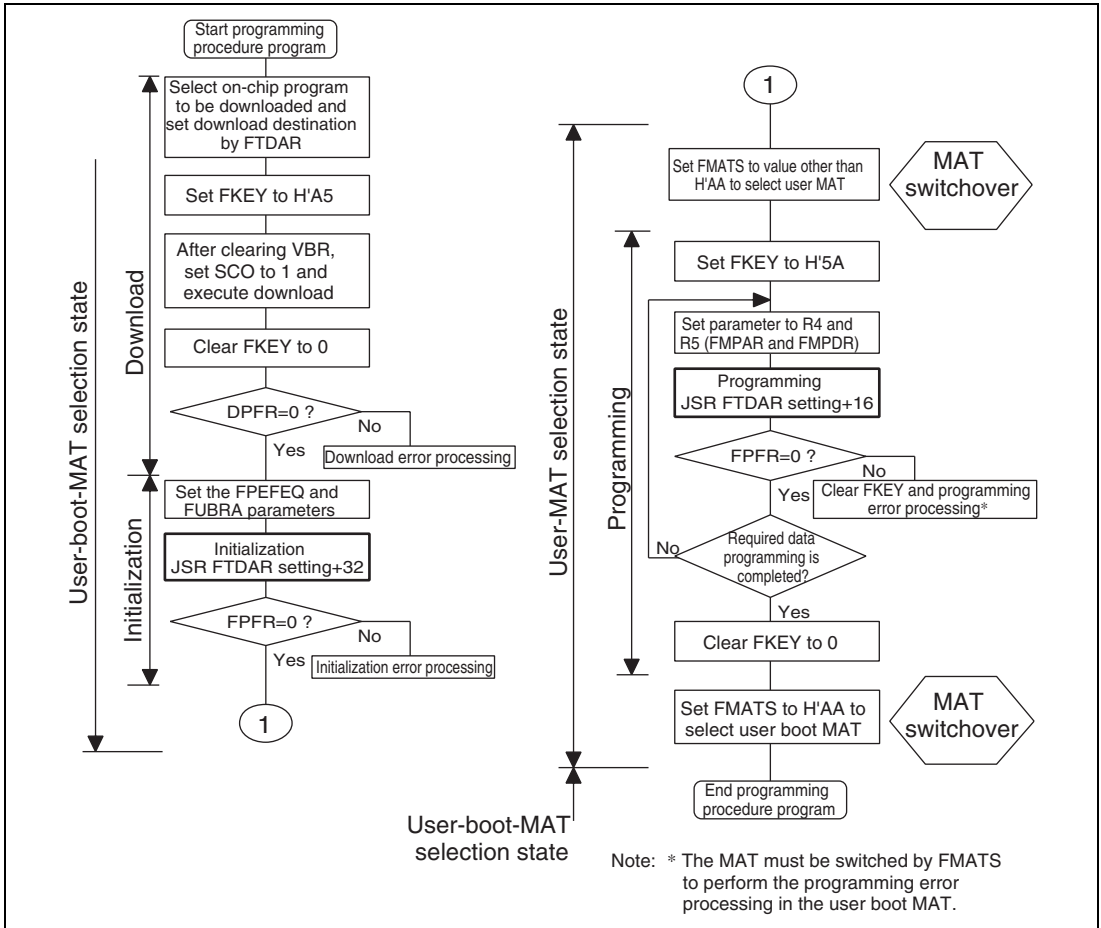 Start programming
procedure program
Select on-chip program
to be downloaded and
set download destination
by FTDAR
Set FKEY to H'A5
After clearing VBR,
set SCO to 1 and
execute download
Clear FKEY to 0
DPFR=0 ?
No
Yes
Download error processing
Set the FPEFEQ and
FUBRA parameters
Initialization
JSR FTDAR setting+32
FPFR=0 ?
No
Yes
Initialization error processing
1
Download
Initialization
User-boot-MAT selection state
1
Set FMATS to value other than
H'AA to select user MAT
MAT
switchover
Set FKEY to H'5A
Set parameter to R4 and
R5 (FMPAR and FMPDR)
Programming
JSR FTDAR setting+16
FPFR=0 ?
No
Yes
Clear FKEY and programming
error processing*
Required data
programming is
completed?
No
Yes
Clear FKEY to 0
Set FMATS to H'AA to
select user boot MAT
MAT
switchover
End programming
procedure program
Programming
User-MAT selection state
User-boot-MAT
selection state
Note: * The MAT must be switched by FMATS
to perform the programming error
processing in the user boot MAT.